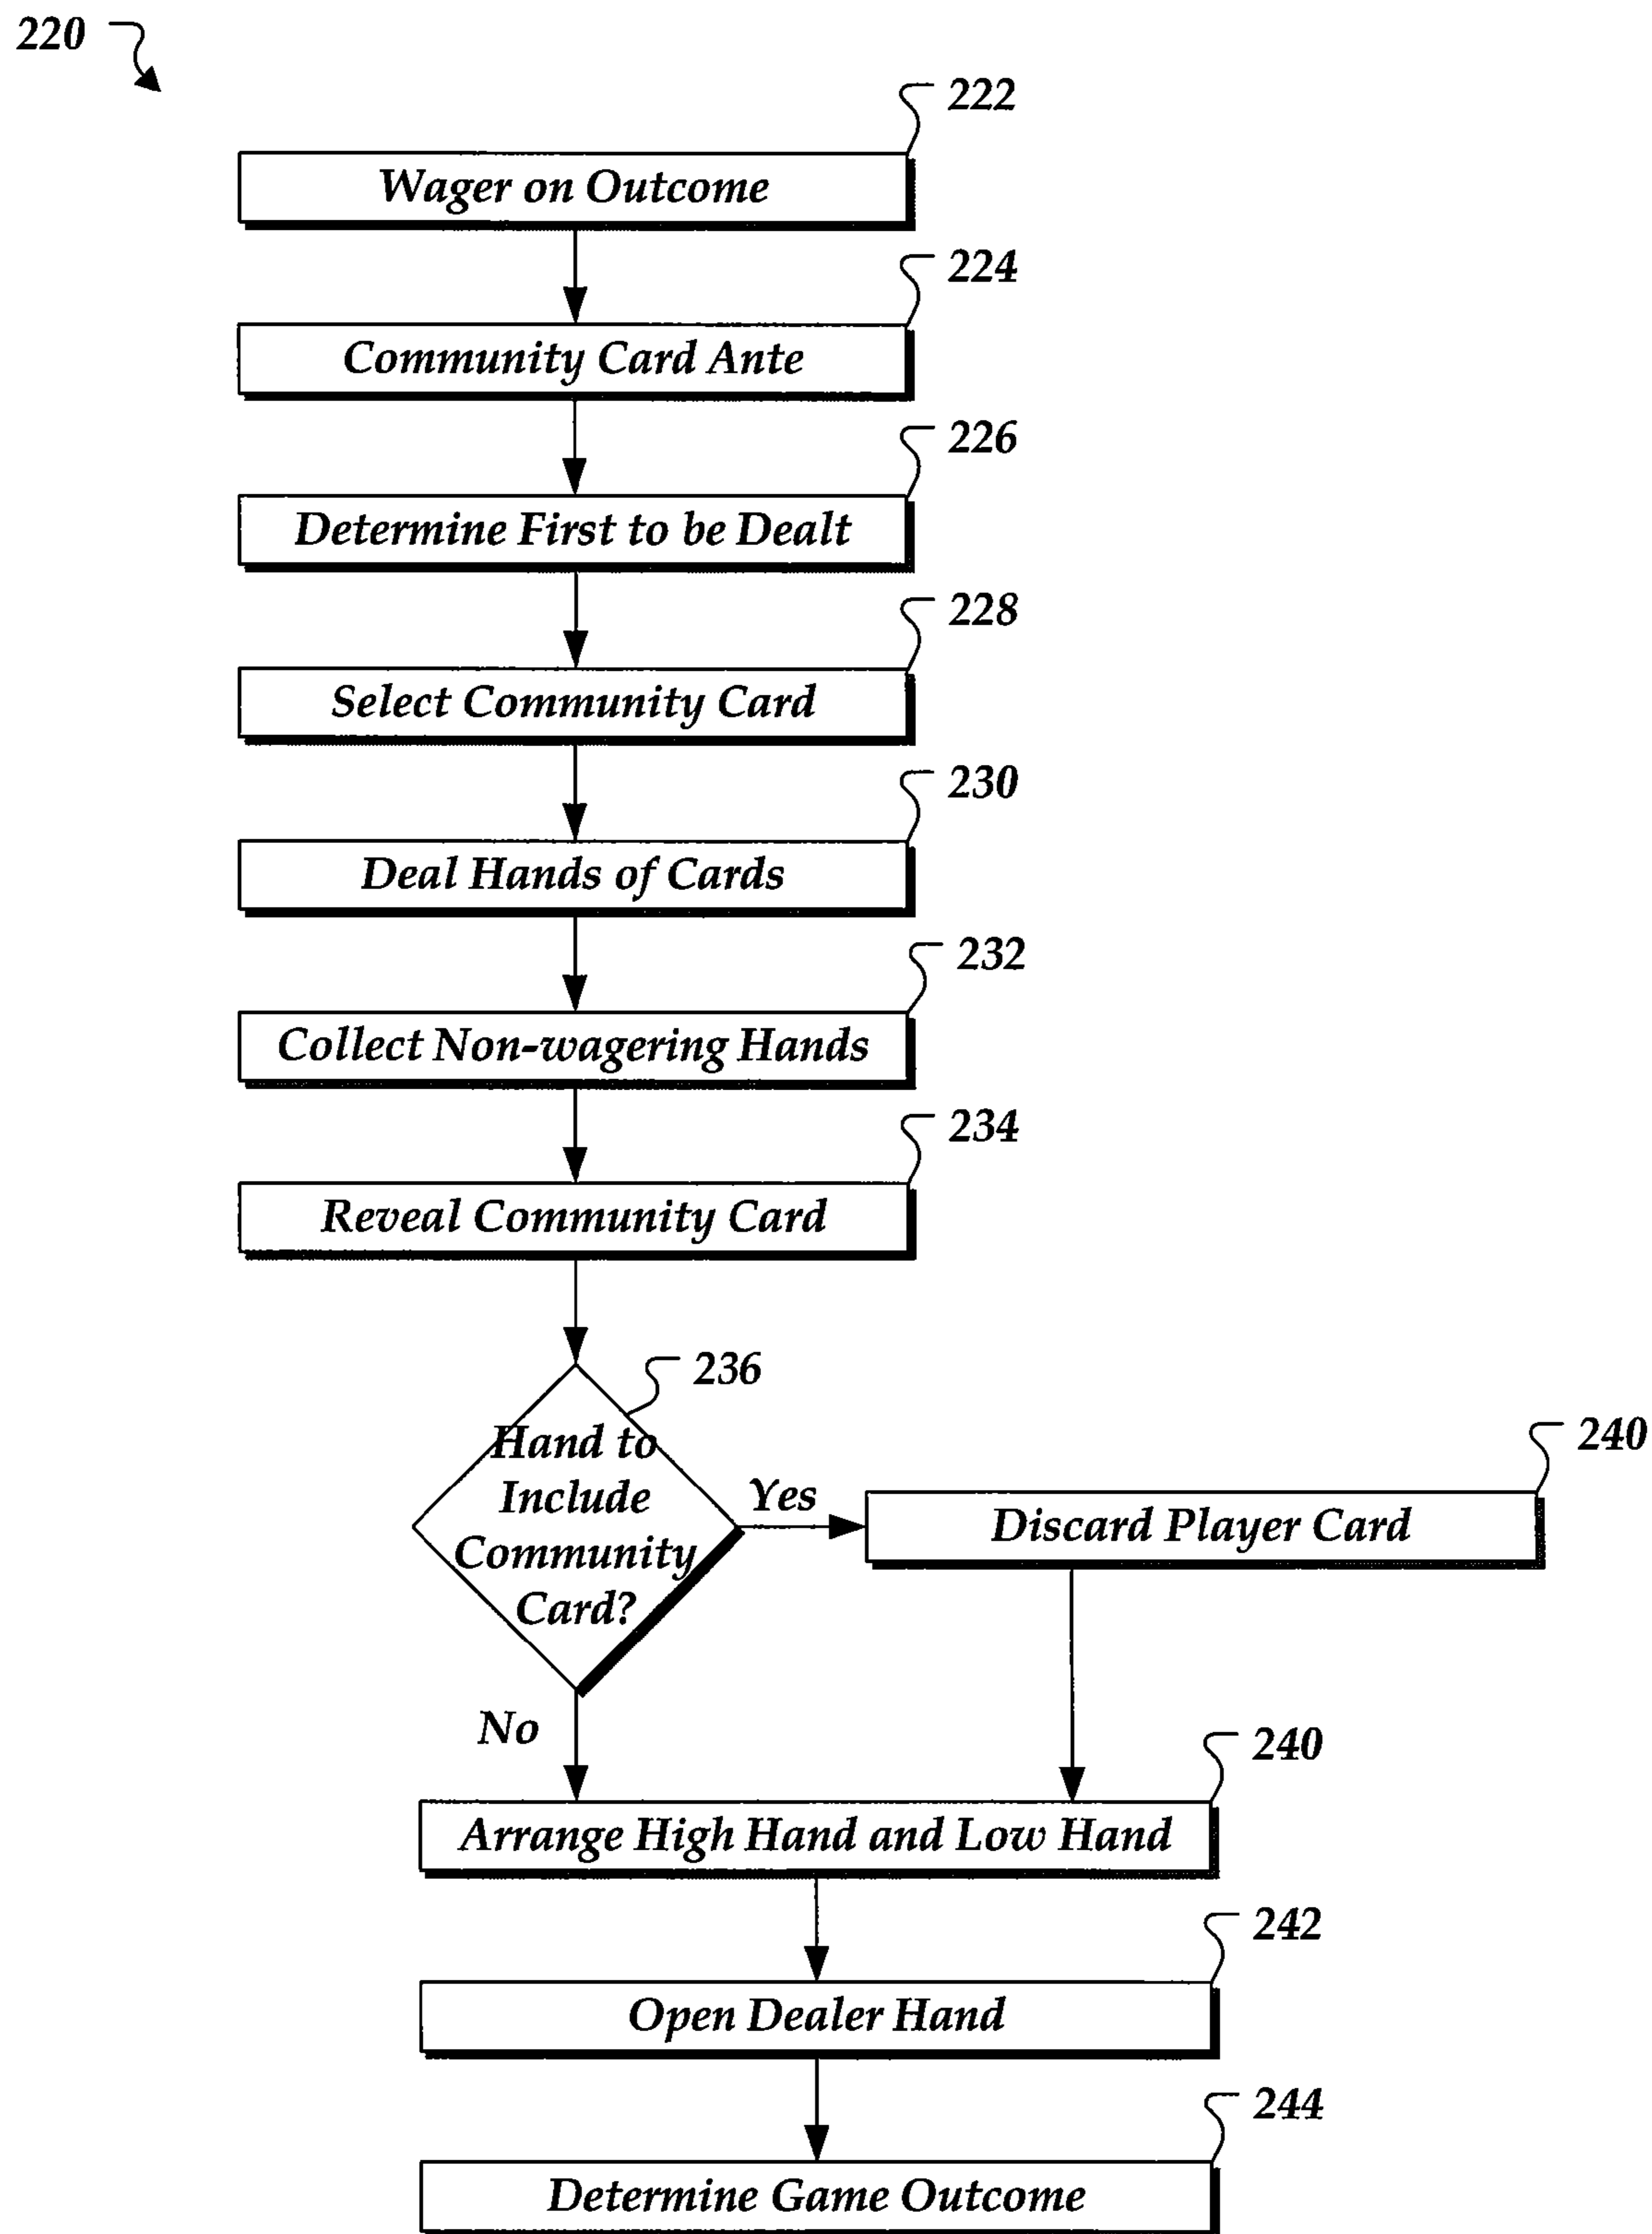 220
222
Wager on Outcome
224
Community Card Ante
226
Determine First to be Dealt
228
Select Community Card
230
Deal Hands of Cards
232
Collect Non-wagering Hands
234
Reveal Community Card
236
Hand to
Include
Community
Card?
Yes
240
Discard Player Card
No
240
Arrange High Hand and Low Hand
242
Open Dealer Hand
244
Determine Game Outcome